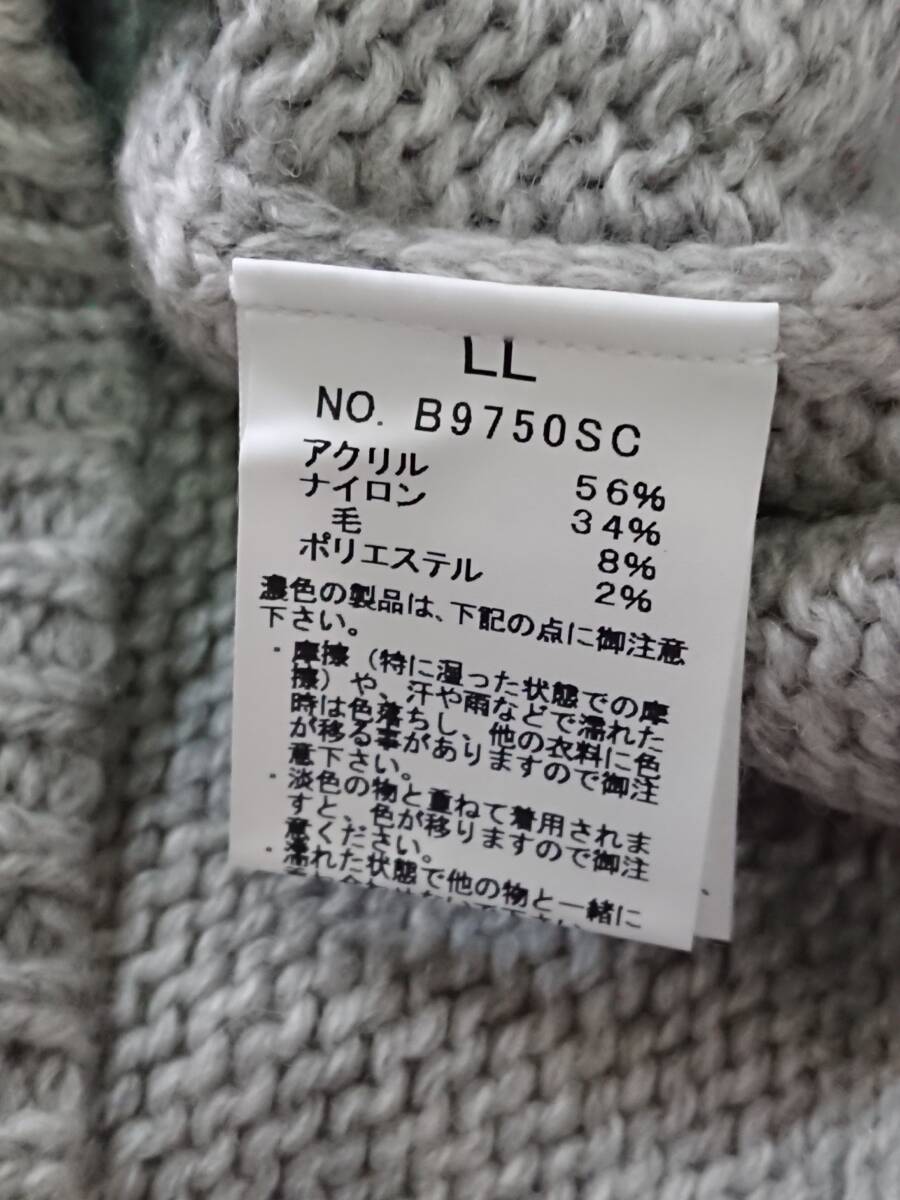 LL
NO. B9750SC
アクリル 56%
ナイロン 34%
毛 8%
ポリエステル 2%
濃色の製品は、下記の点に御注意
下さい。
・摩擦（特に湿った状態での摩
擦）や、汗や雨などで濡れた
時は色落ちし、他の衣料に色
が移る事がありますので御注
意下さい。
・淡色の物と重ねて着用されま
すと、色が移りますので御注
意ください。
・濡れた状態で他の物と一緒に